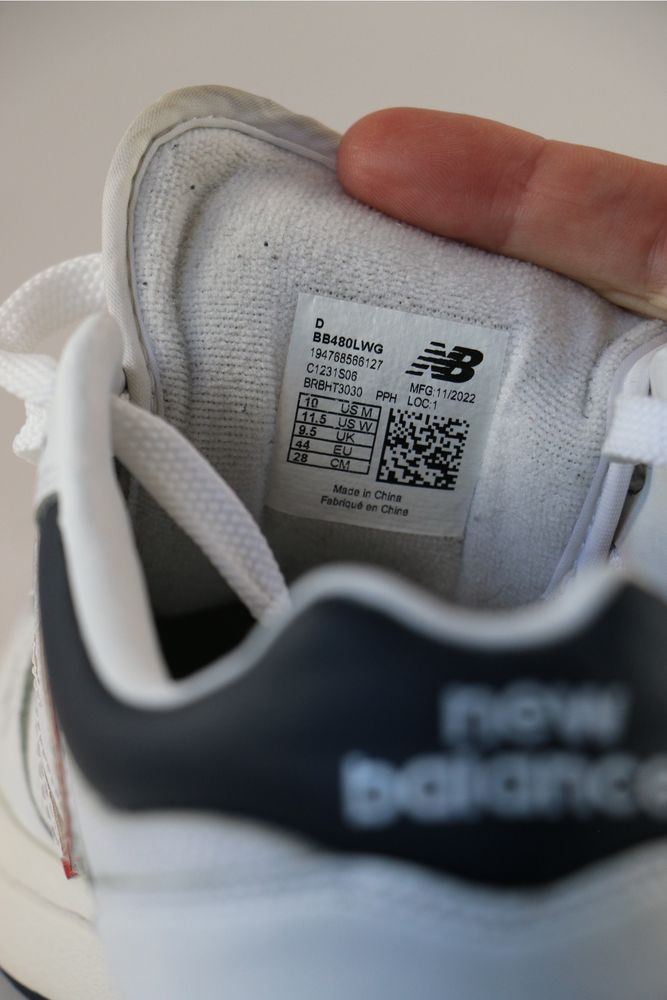 D
BB480LWG
194768566127
C1231S06
BRBHT3030 PPH
NB
MFG:11/2022
LOC:1
10 US M
11.5 US W
9.5 UK
44 EU
28 CM
Made in China
Fabriqué en Chine
new
balance